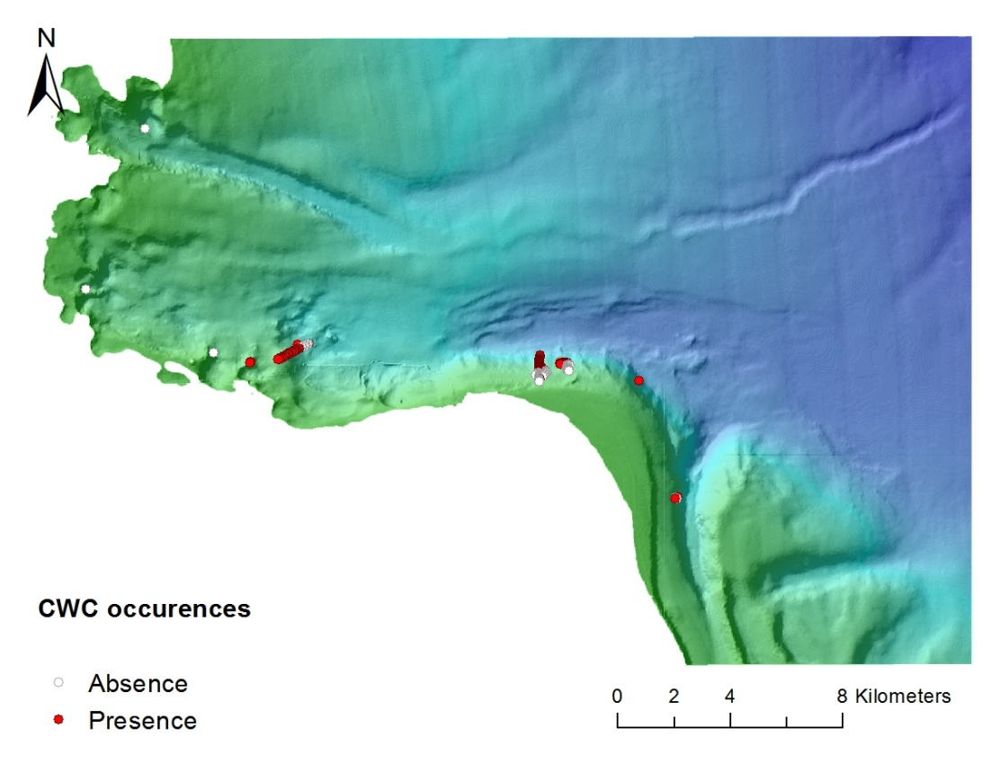 N
CWC occurences
Absence
Presence
0 2 4 8 Kilometers